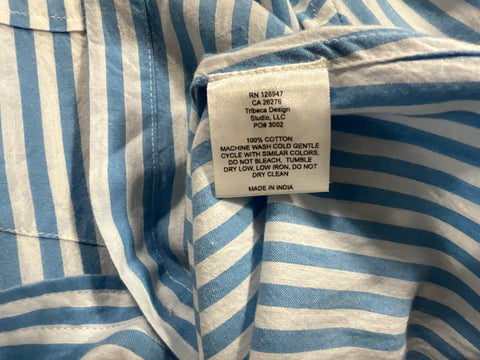 RN 128947
CA 26276
Tribeca Design
Studio, LLC
PO# 3002
100% COTTON
MACHINE WASH COLD GENTLE
CYCLE WITH SIMILAR COLORS,
DO NOT BLEACH, TUMBLE
DRY LOW, LOW IRON, DO NOT
DRY CLEAN
MADE IN INDIA